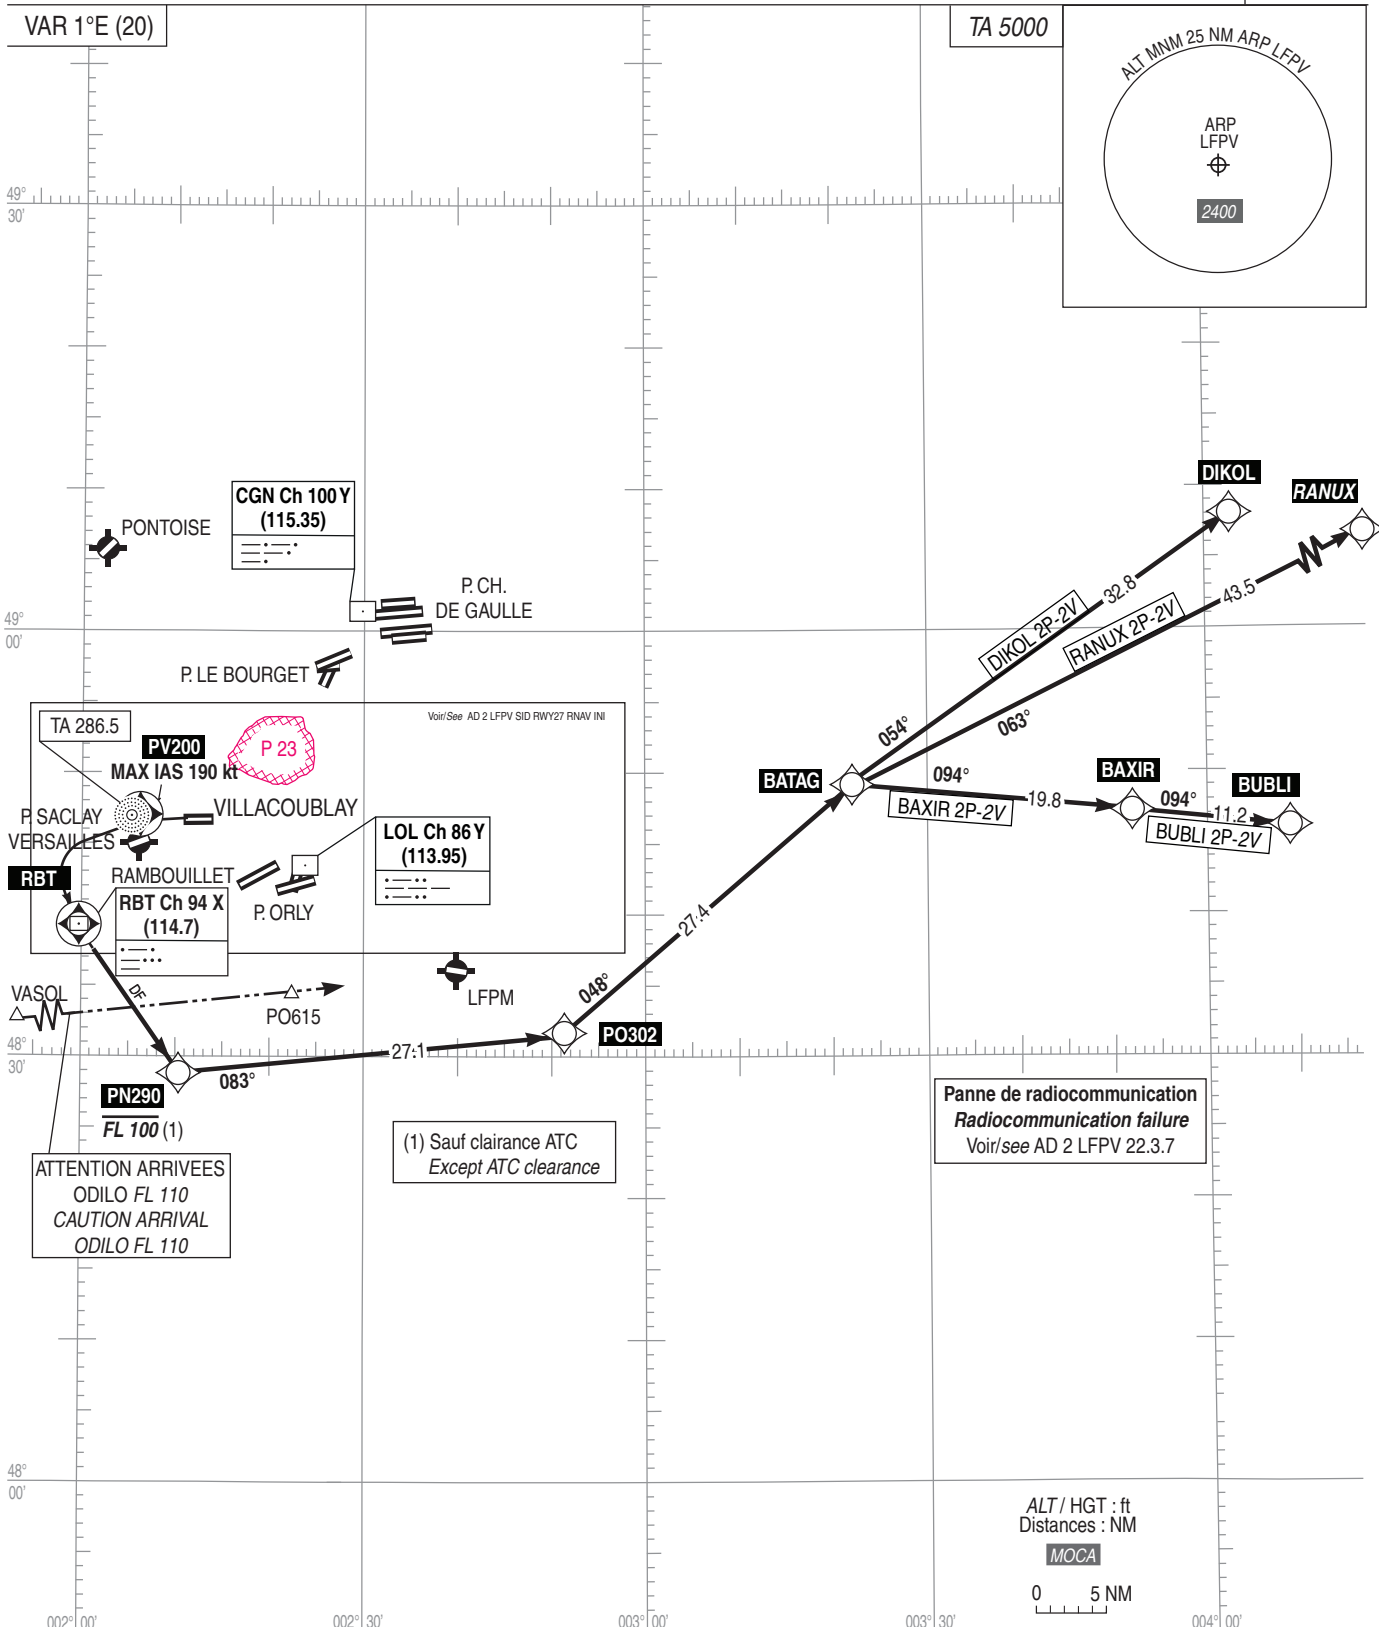 VAR 1°E (20)
TA 5000
ALT MNM 25 NM ARP LFPV
ARP
LFPV
2400
49°
30'
DIKOL
RANUX
CGN Ch 100 Y
(115.35)
PONTOISE
P. CH.
DE GAULLE
32.8
43.5
49°
00'
DIKOL 2P-2V
RANUX 2P-2V
P. LE BOURGET
Voir/See AD 2 LFPV SID RWY27 RNAV INI
TA 286.5
PV200
MAX IAS 190 kt
P 23
054°
063°
BATAG
094°
BAXIR
094°
BUBLI
19.8
11.2
BAXIR 2P-2V
BUBLI 2P-2V
P. SACLAY
VERSAILLES
VILLACOUBLAY
LOL Ch 86 Y
(113.95)
RBT
RAMBOUILLET
RBT Ch 94 X
(114.7)
P. ORLY
27.4
DF
VASOL
PO615
LFPM
048°
PO302
48°
30'
27.1
083°
PN290
FL 100 (1)
Panne de radiocommunication
Radiocommunication failure
Voir/see AD 2 LFPV 22.3.7
(1) Sauf clairance ATC
Except ATC clearance
ATTENTION ARRIVEES
ODILO FL 110
CAUTION ARRIVAL
ODILO FL 110
48°
00'
ALT / HGT : ft
Distances : NM
MOCA
0 5 NM
002° 00'
002° 30'
003° 00'
003° 30'
004° 00'